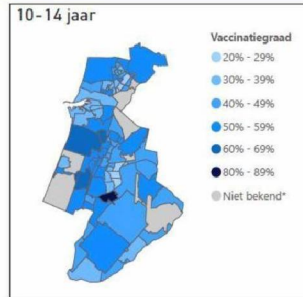 10-14 jaar
Vaccinatiegraad
20% - 29%
30% - 39%
40% - 49%
50% - 59%
60% - 69%
80% - 89%
Niet bekend*